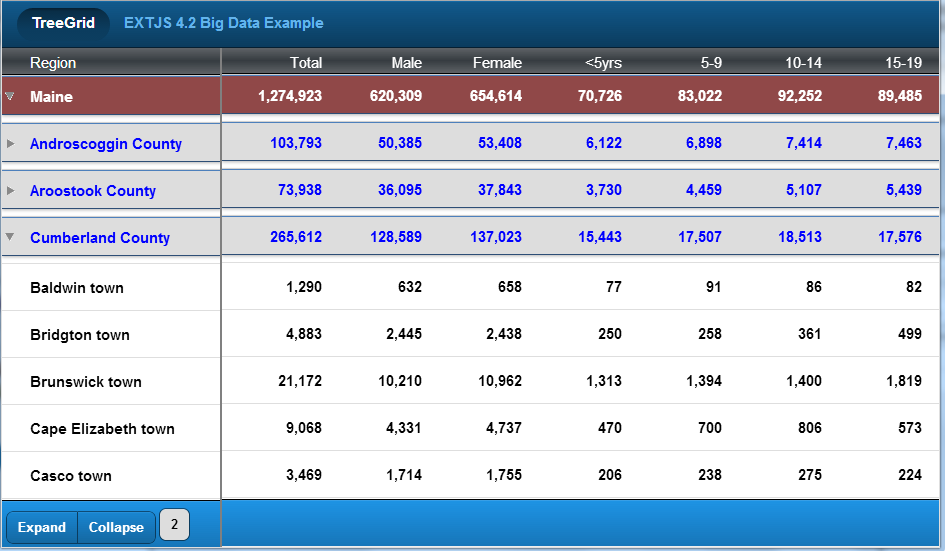 TreeGrid EXTJS 4.2 Big Data Example
Region Total Male Female <5yrs 5-9 10-14 15-19
Maine 1,274,923 620,309 654,614 70,726 83,022 92,252 89,485
Androscoggin County 103,793 50,385 53,408 6,122 6,898 7,414 7,463
Aroostook County 73,938 36,095 37,843 3,730 4,459 5,107 5,439
Cumberland County 265,612 128,589 137,023 15,443 17,507 18,513 17,576
Baldwin town 1,290 632 658 77 91 86 82
Bridgton town 4,883 2,445 2,438 250 258 361 499
Brunswick town 21,172 10,210 10,962 1,313 1,394 1,400 1,819
Cape Elizabeth town 9,068 4,331 4,737 470 700 806 573
Casco town 3,469 1,714 1,755 206 238 275 224
Expand Collapse 2